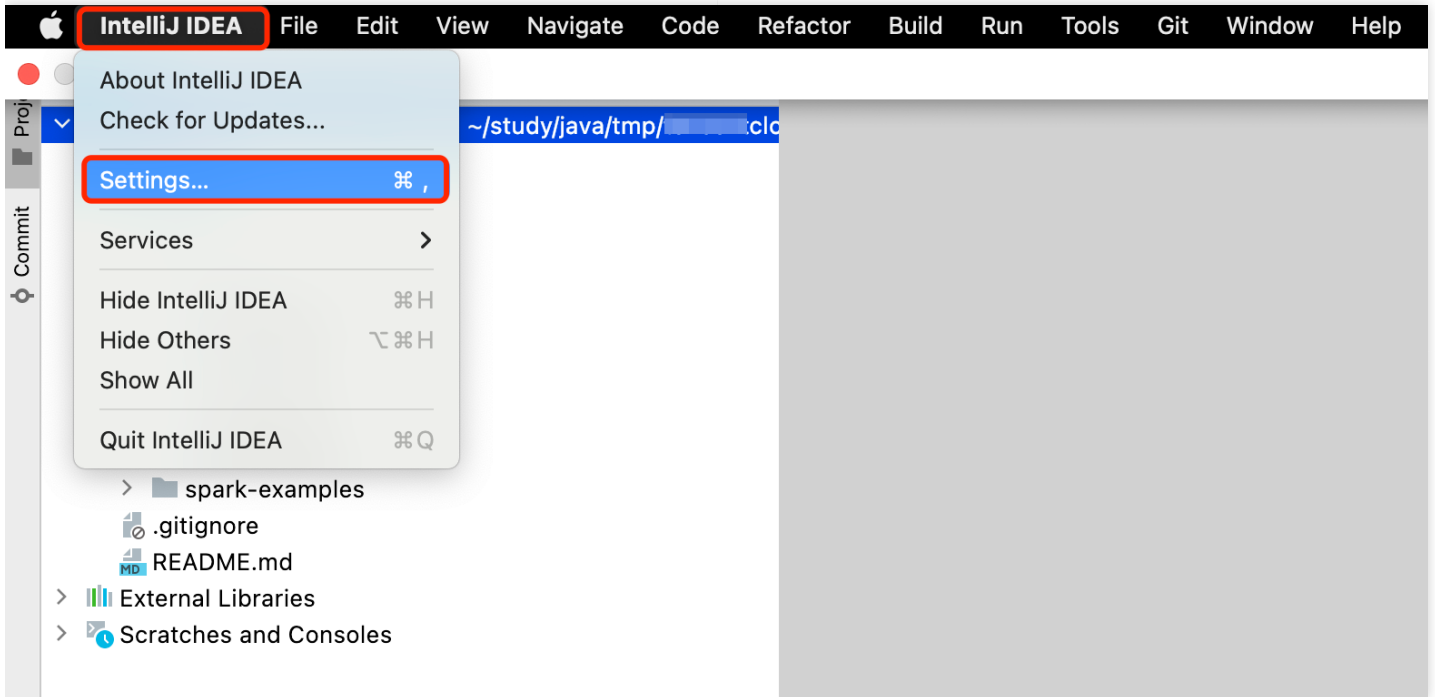 IntelliJ IDEA File Edit View Navigate Code Refactor Build Run Tools Git Window Help
About IntelliJ IDEA
Check for Updates...
~/study/java/tmp/
Settings... ⌘ ,
Commit
Services
Hide IntelliJ IDEA ⌘H
Hide Others ⌥⌘H
Show All
Quit IntelliJ IDEA ⌘Q
spark-examples
.gitignore
MD README.md
External Libraries
Scratches and Consoles